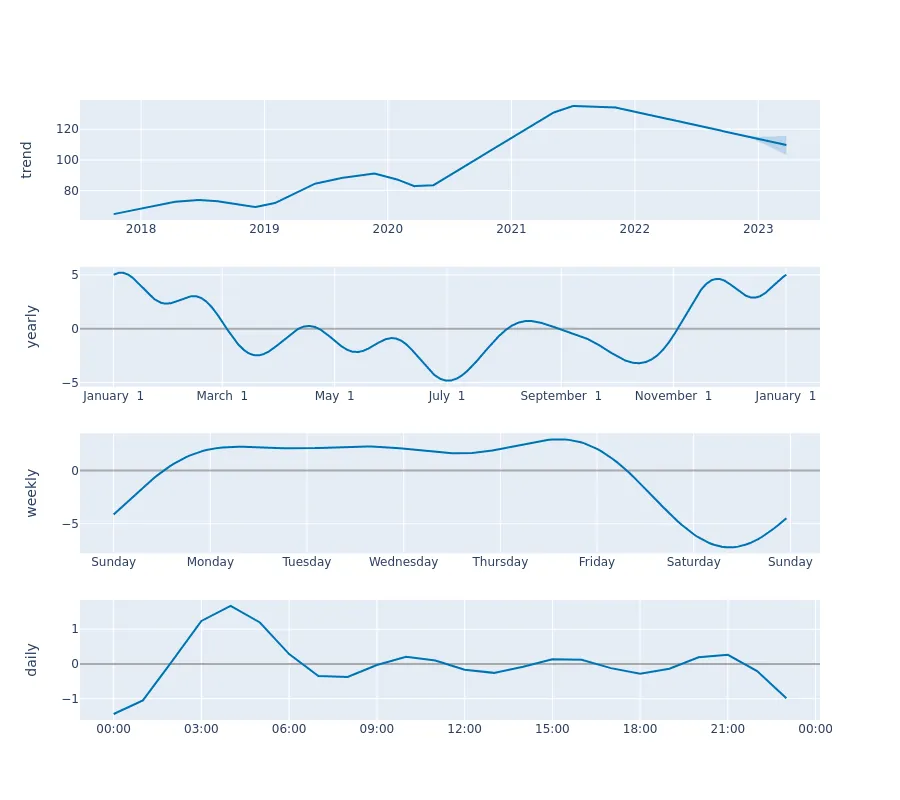 trend
120
100
80
2018 2019 2020 2021 2022 2023
yearly
5
0
−5
January 1 March 1 May 1 July 1 September 1 November 1 January 1
weekly
0
−5
Sunday Monday Tuesday Wednesday Thursday Friday Saturday Sunday
daily
1
0
−1
00:00 03:00 06:00 09:00 12:00 15:00 18:00 21:00 00:00